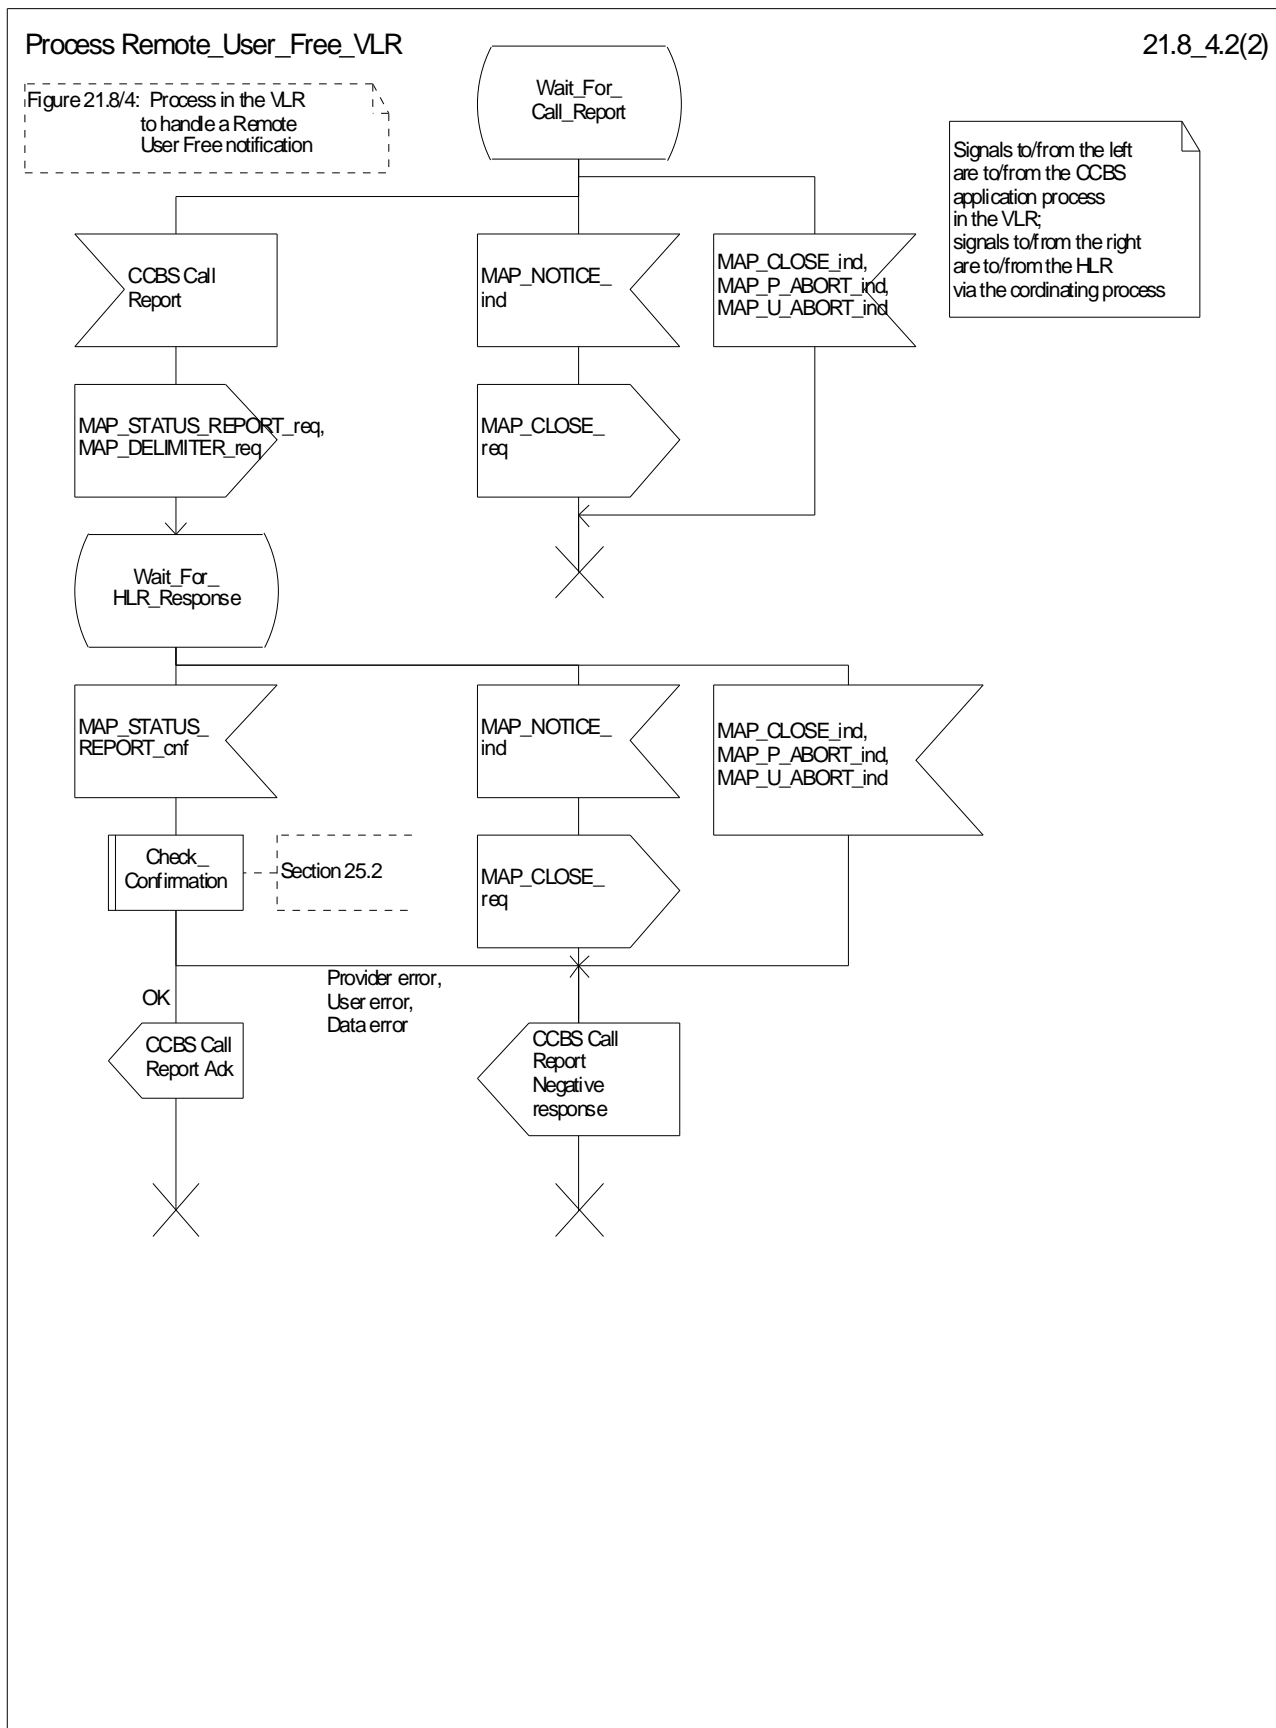 Process Remote_User_Free_VLR
21.8_4.2(2)
Figure 21.8/4: Process in the VLR
to handle a Remote
User Free notification
Wait_For_
Call_Report
Signals to/from the left
are to/from the CCBS
application process
in the VLR;
signals to/from the right
are to/from the HLR
via the cordinating process
CCBS Call
Report
MAP_NOTICE_
ind
MAP_CLOSE_ind,
MAP_P_ABORT_ind,
MAP_U_ABORT_ind
MAP_STATUS_REPORT_req,
MAP_DELIMITER_req
MAP_CLOSE_
req
Wait_For_
HLR_Response
MAP_STATUS_
REPORT_cnf
MAP_NOTICE_
ind
MAP_CLOSE_ind,
MAP_P_ABORT_ind,
MAP_U_ABORT_ind
Check_
Confirmation
Section 25.2
MAP_CLOSE_
req
Provider error,
User error,
Data error
OK
CCBS Call
Report Ack
CCBS Call
Report
Negative
response